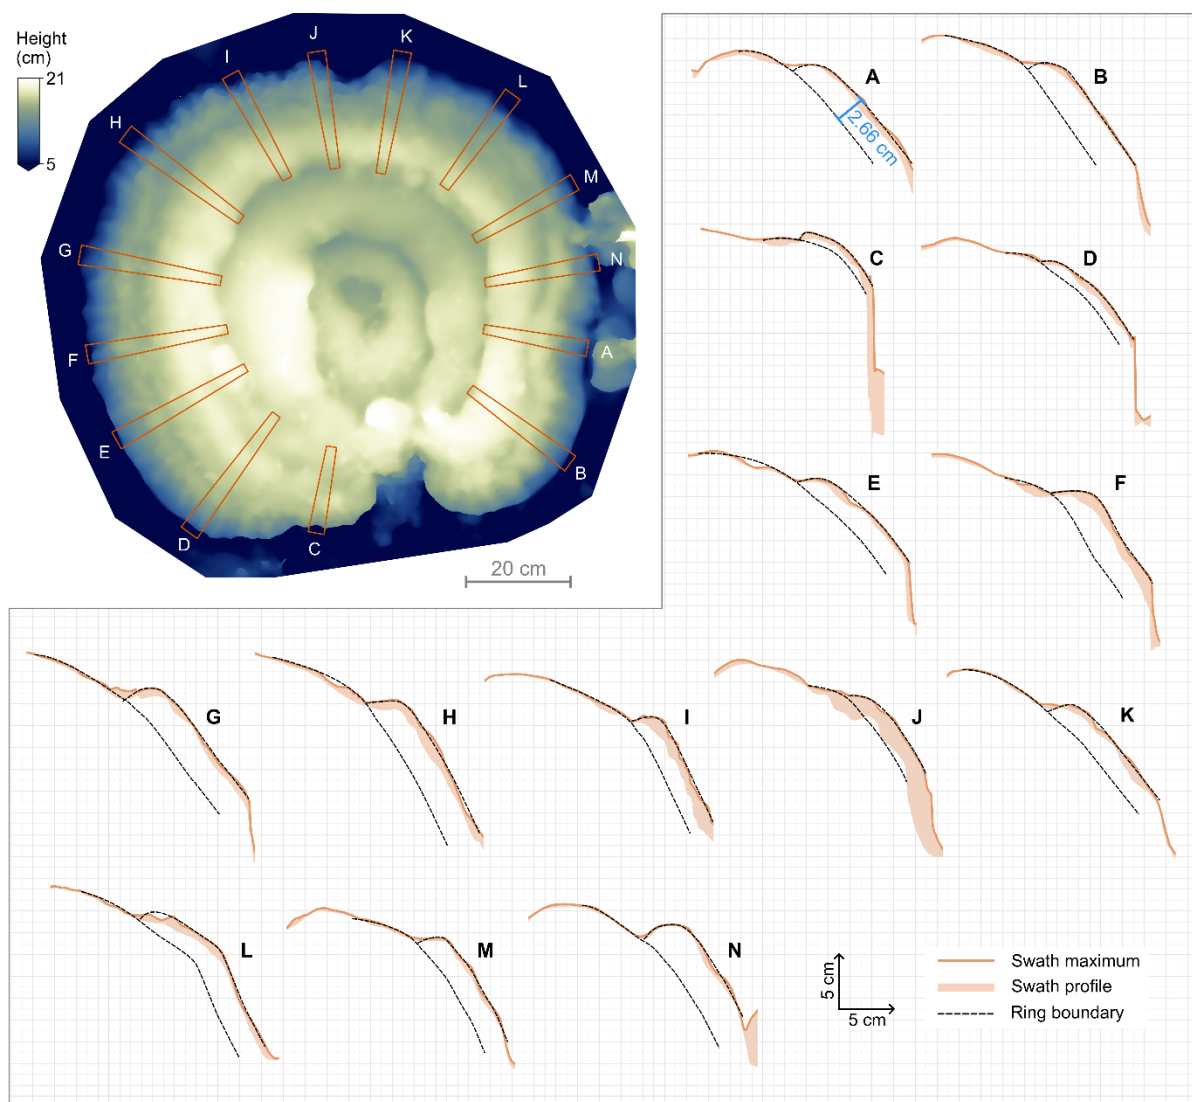 Height
(cm)
21
5
A
B
C
D
E
F
G
H
I
J
K
L
M
N
20 cm
A
2.66 cm
B
C
D
E
F
G
H
I
J
K
L
M
N
5 cm
5 cm
Swath maximum
Swath profile
Ring boundary